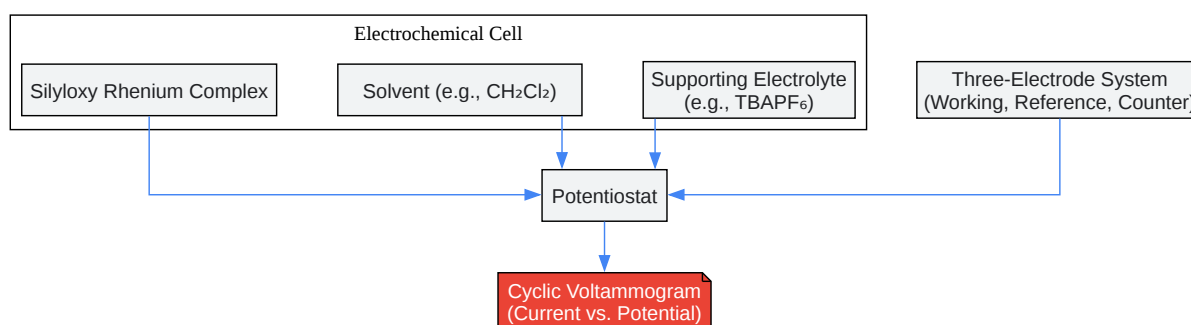 Electrochemical Cell
Silyloxy Rhenium Complex
Solvent (e.g., CH₂Cl₂)
Supporting Electrolyte
(e.g., TBAPF₆)
Three-Electrode System
(Working, Reference, Counter)
Potentiostat
Cyclic Voltammogram
(Current vs. Potential)